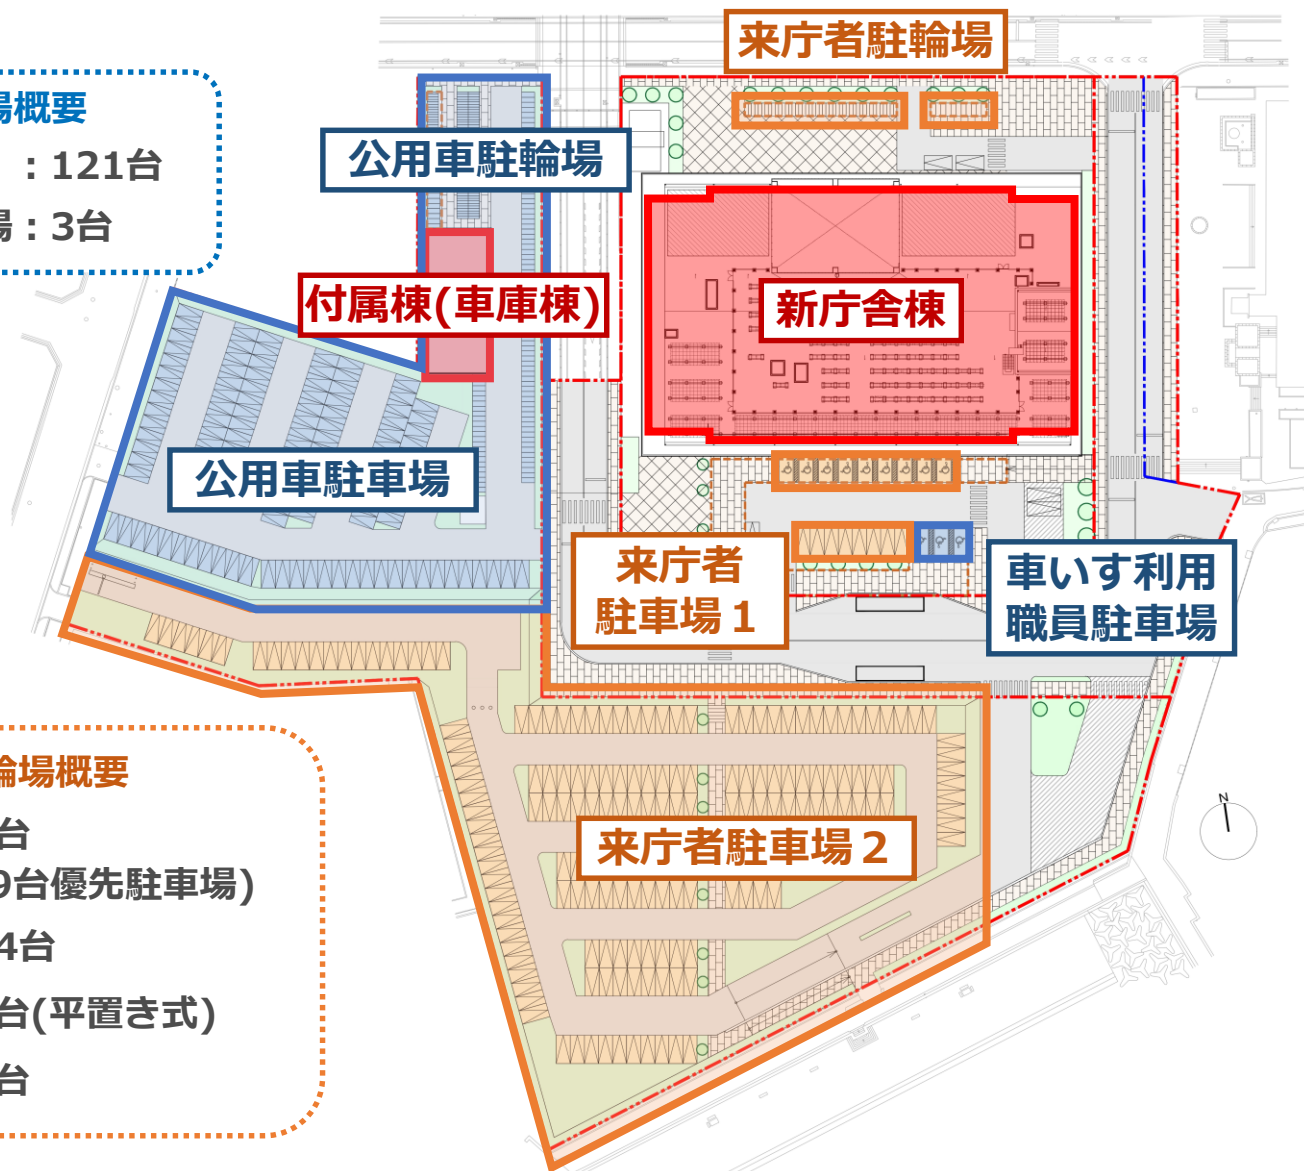 来庁者駐輪場
場概要
：121台
場：3台
公用車駐輪場
付属棟(車庫棟)
新庁舎棟
公用車駐車場
来庁者
駐車場１
車いす利用
職員駐車場
輪場概要
台
9台優先駐車場)
4台
台(平置き式)
台
来庁者駐車場２
N